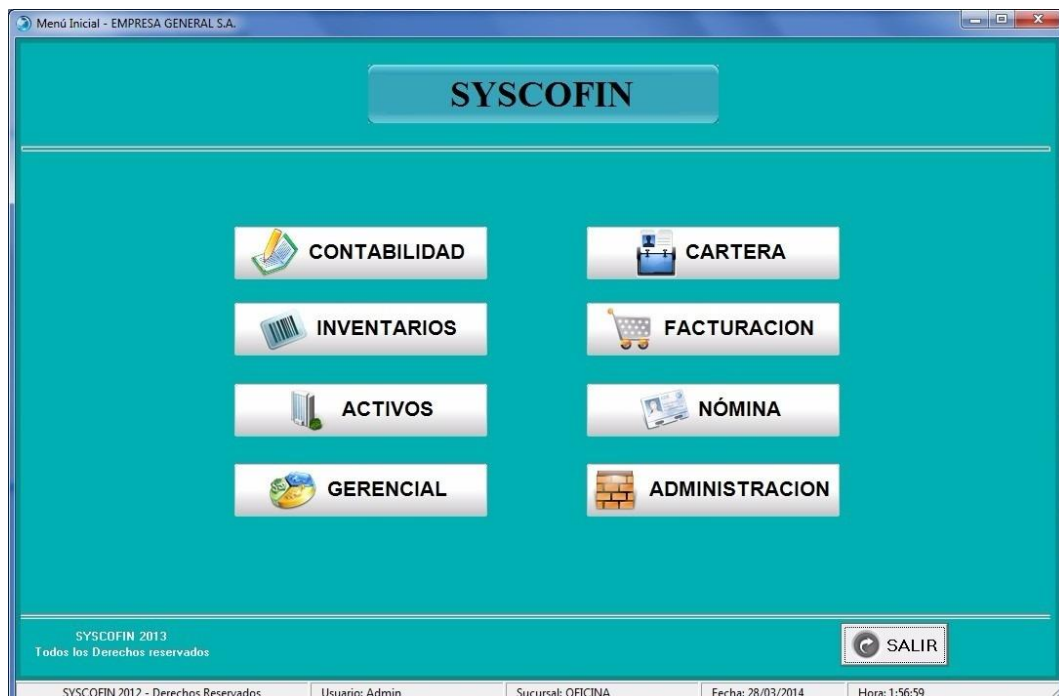 Menú Inicial - EMPRESA GENERAL S.A.
SYSCOFIN
CONTABILIDAD
CARTERA
INVENTARIOS
FACTURACION
ACTIVOS
NÓMINA
GERENCIAL
ADMINISTRACION
SYSCOFIN 2013
Todos los Derechos reservados
SALIR
SYSCOFIN 2012 - Derechos Reservados
Usuario: Admin
Sucursal: OFICINA
Fecha: 28/03/2014
Hora: 1:56:59